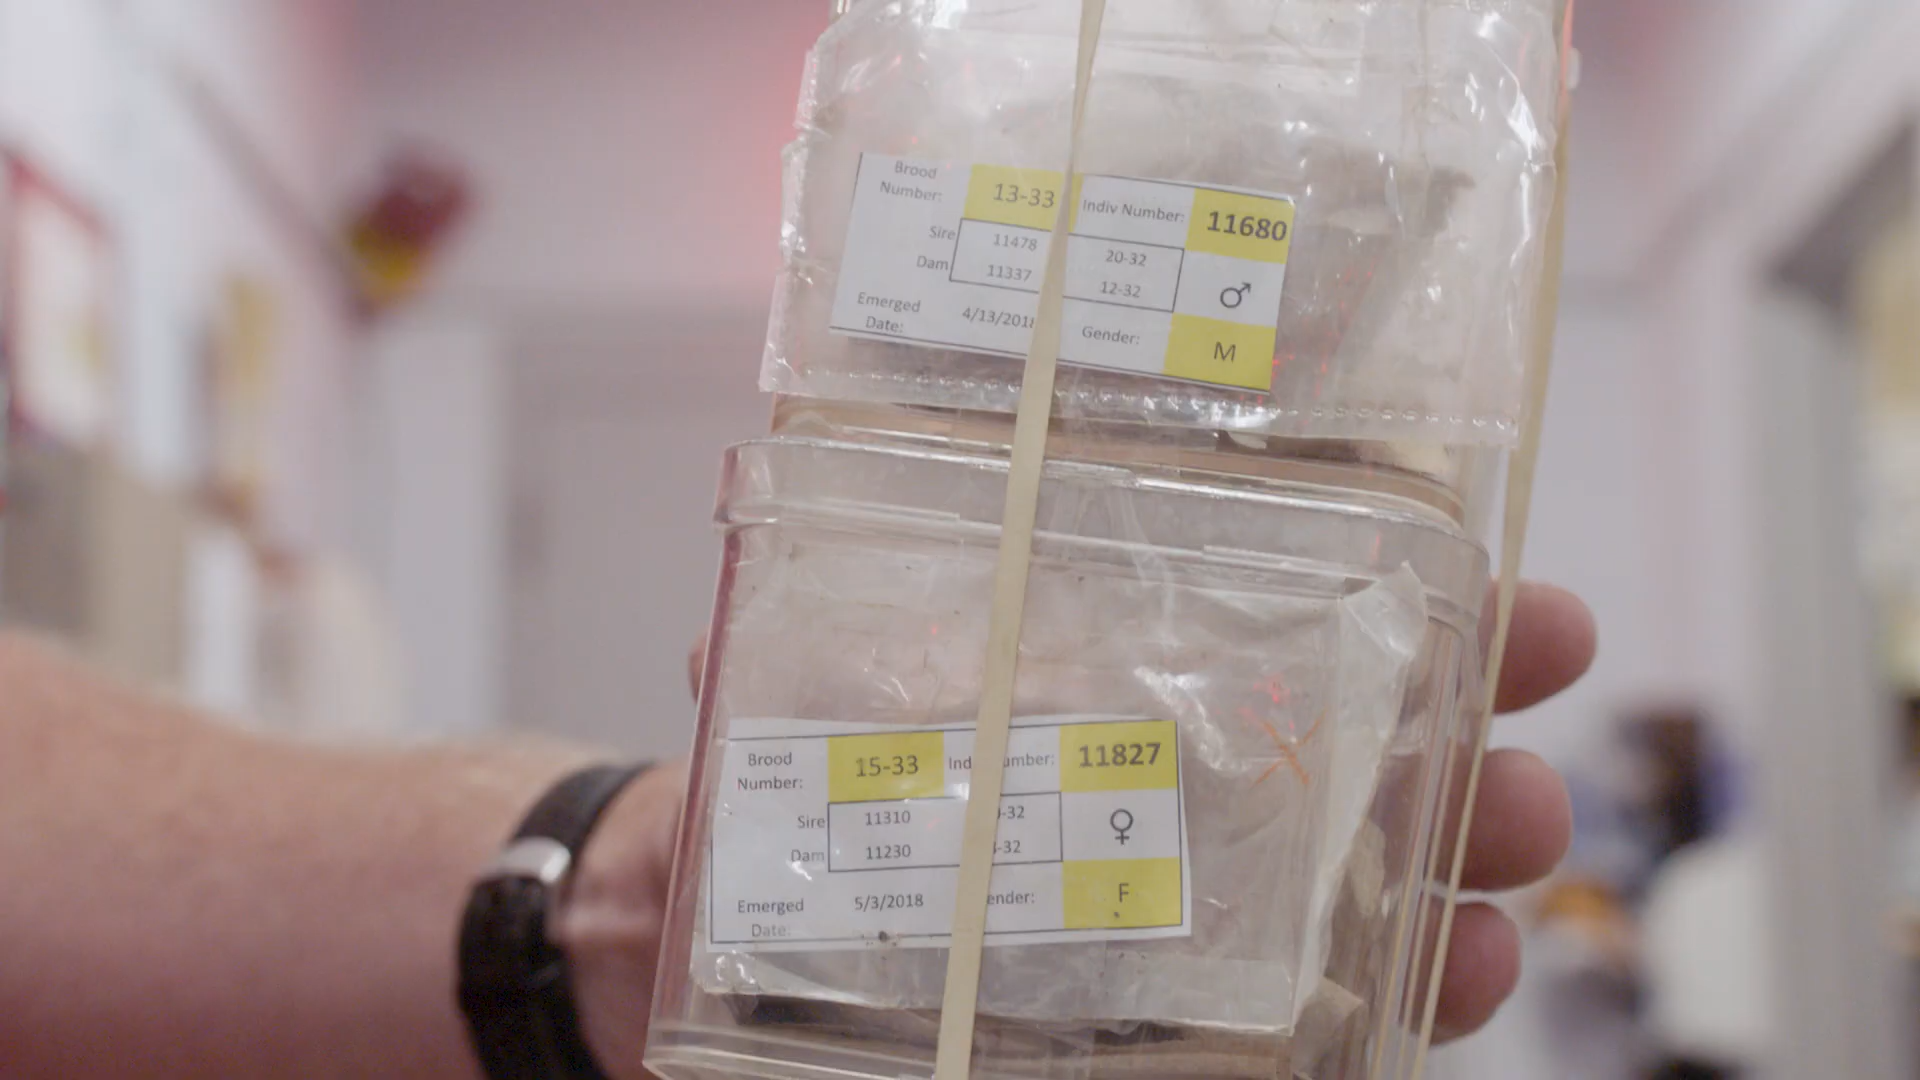 Brood
Number: 13-33 Indiv Number: 11680
Sire 11478 20-32
Dam 11337 12-32 ♂
Emerged
Date: 4/13/2018 Gender: M
Brood
Number: 15-33 11827
Sire 11310 -32
Dam 11230 -32 ♀
Emerged
Date: 5/3/2018 F